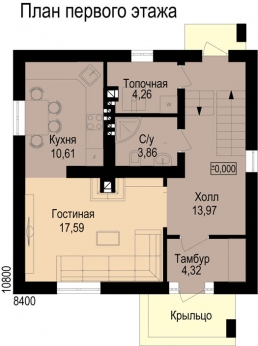 План первого этажа
Топочная
4,26
Кухня
10,61
С/у
3,86
±0,000
Холл
13,97
Гостиная
17,59
Тамбур
4,32
10800
8400
Крыльцо